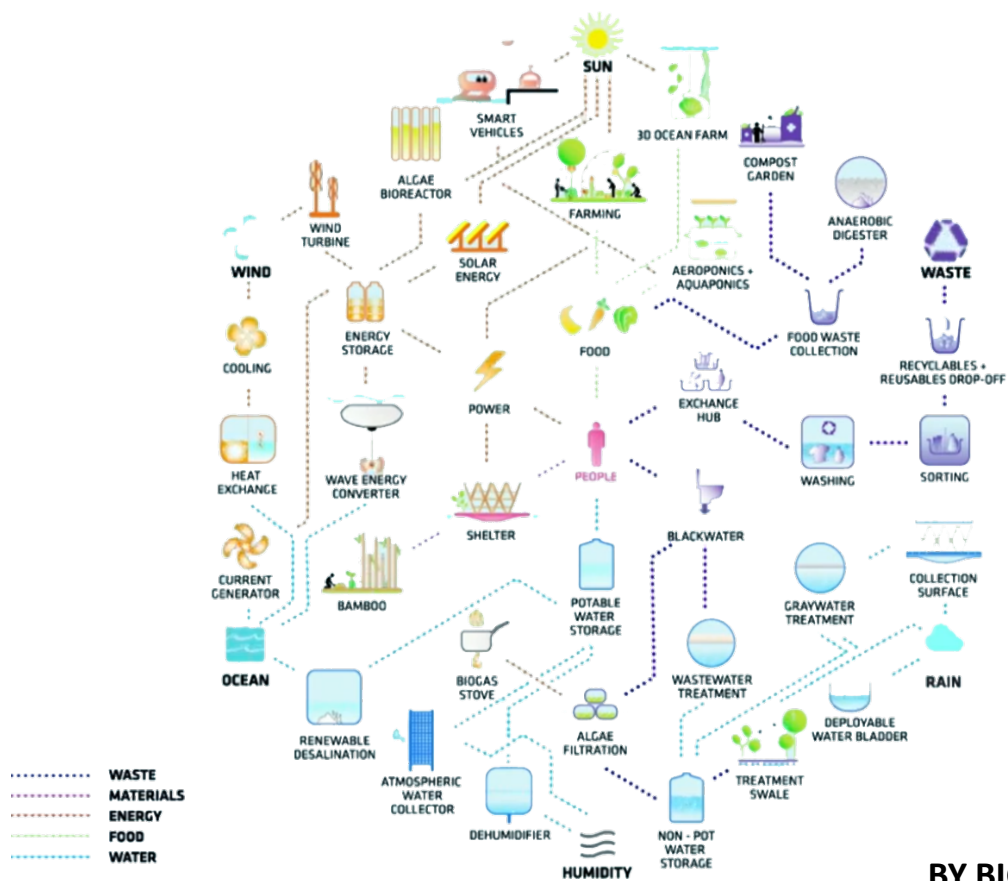 SUN
SMART
VEHICLES
3D OCEAN FARM
COMPOST
GARDEN
ALGAE
BIOREACTOR
FARMING
ANAEROBIC
DIGESTER
WIND
TURBINE
WIND
SOLAR
ENERGY
AEROPONICS +
AQUAPONICS
WASTE
ENERGY
STORAGE
FOOD
FOOD WASTE
COLLECTION
COOLING
RECYCLABLES +
REUSABLES DROP-OFF
POWER
EXCHANGE
HUB
HEAT
EXCHANGE
WAVE ENERGY
CONVERTER
PEOPLE
WASHING
SORTING
SHELTER
BLACKWATER
CURRENT
GENERATOR
BAMBOO
POTABLE
WATER
STORAGE
GRAYWATER
TREATMENT
COLLECTION
SURFACE
OCEAN
BIOGAS
STOVE
WASTEWATER
TREATMENT
RAIN
RENEWABLE
DESALINATION
ALGAE
FILTRATION
DEPLOYABLE
WATER BLADDER
ATMOSPHERIC
WATER
COLLECTOR
TREATMENT
SWALE
DEHUMIDIFIER
NON - POT
WATER
STORAGE
HUMIDITY
WASTE
MATERIALS
ENERGY
FOOD
WATER
BY BI